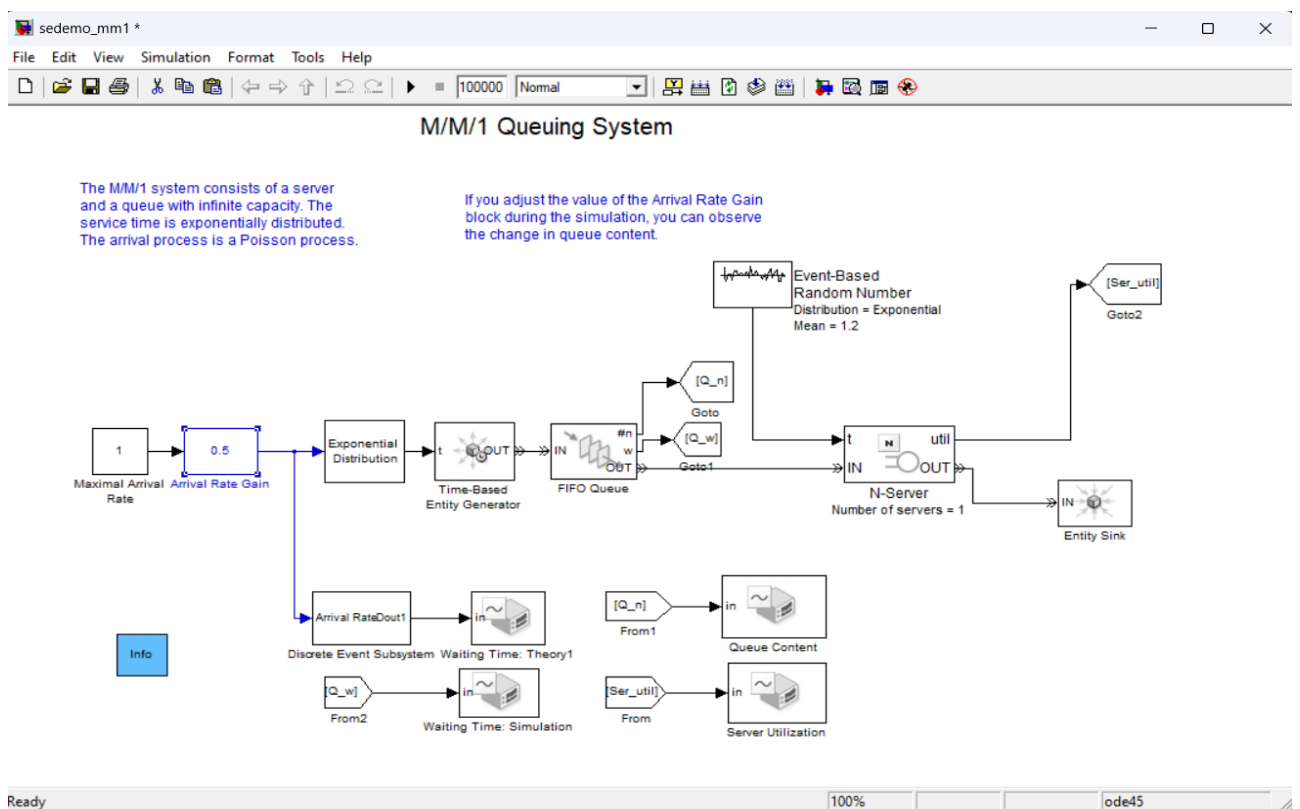 sedemo_mm1 *
File Edit View Simulation Format Tools Help
100000 Normal
M/M/1 Queuing System
The M/M/1 system consists of a server
and a queue with infinite capacity. The
service time is exponentially distributed.
The arrival process is a Poisson process.
If you adjust the value of the Arrival Rate Gain
block during the simulation, you can observe
the change in queue content.
Event-Based
Random Number
Distribution = Exponential
Mean = 1.2
[Ser_util]
Goto2
[Q_n]
Goto
[Q_w]
Goto1
1
Maximal Arrival
Rate
0.5
Arrival Rate Gain
Exponential
Distribution
t OUT
Time-Based
Entity Generator
#n
w
IN
OUT
FIFO Queue
t N util
IN OUT
N-Server
Number of servers = 1
IN
Entity Sink
Arrival RateDout1
Discrete Event Subsystem
in
Waiting Time: Theory1
[Q_n]
From1
in
Queue Content
Info
[Q_w]
From2
in
Waiting Time: Simulation
[Ser_util]
From
in
Server Utilization
Ready 100% ode45